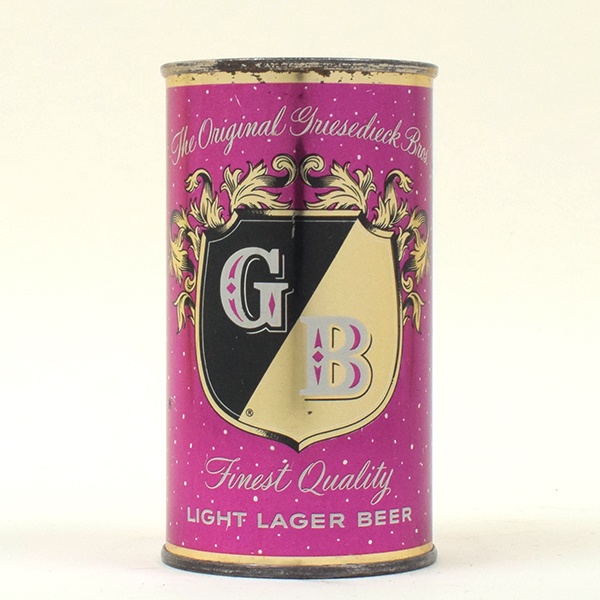 The Original Griesedieck Bros.
G
B
®
Finest Quality
LIGHT LAGER BEER